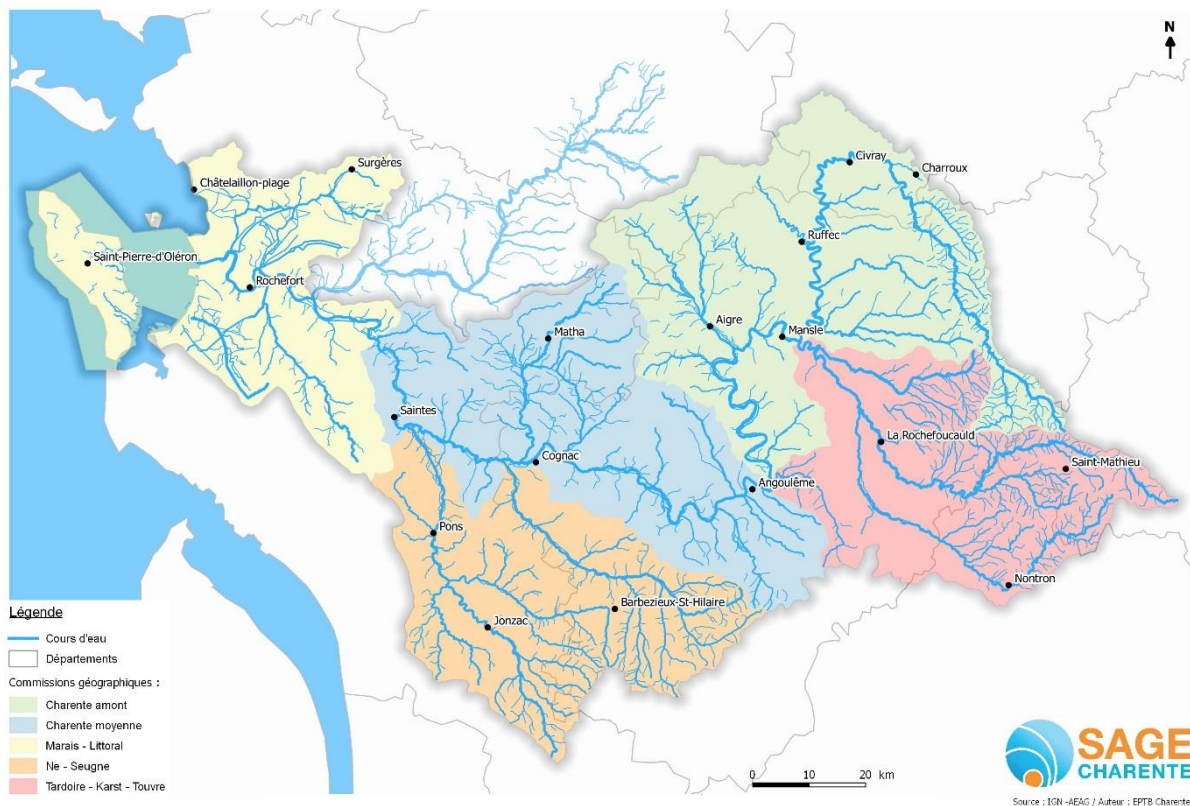 N
Civray
Charroux
Surgères
Châtelaillon-plage
Ruffec
Saint-Pierre-d'Oléron
Rochefort
Aigre
Mansle
Matha
Saintes
La Rochefoucauld
Cognac
Saint-Mathieu
Angoulême
Pons
Nontron
Barbezieux-St-Hilaire
Jonzac
Légende
Cours d'eau
Départements
Commissions géographiques :
Charente amont
Charente moyenne
Marais - Littoral
Ne - Seugne
Tardoire - Karst - Touvre
0 10 20 km
SAGE
CHARENTE
Source : IGN -AEAG / Auteur : EPTB Charente